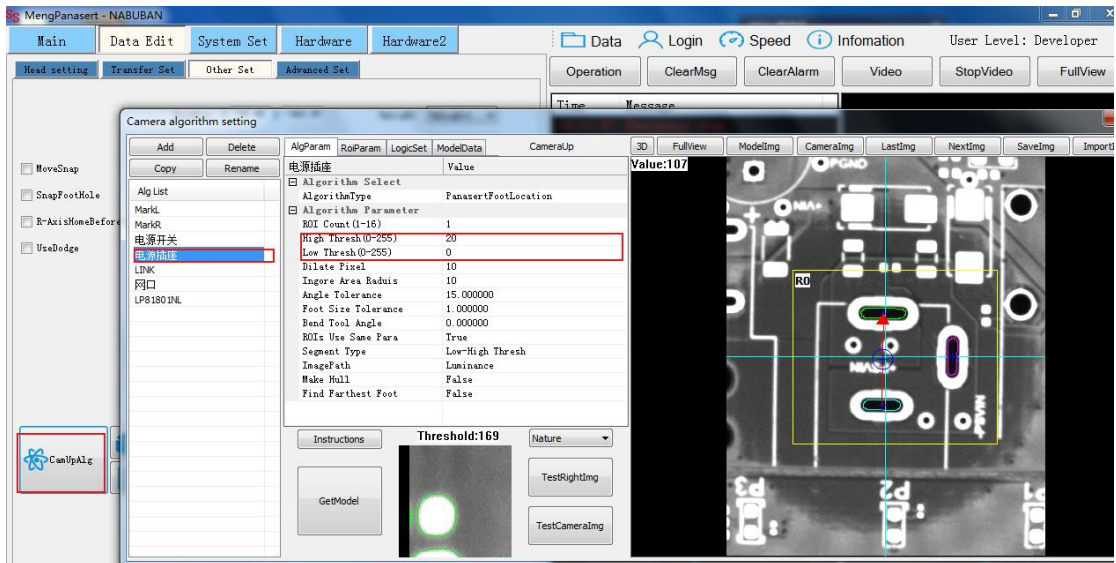 MengPanasert - NABUBAN
Main Data Edit System Set Hardware Hardware2
Data Login Speed Infomation User Level: Developer
Head setting Transfer Set Other Set Advanced Set
Operation ClearMsg ClearAlarm Video StopVideo FullView
Time Message
Camera algorithm setting
Add Delete
Copy Rename
AlgParam RoiParam LogicSet ModelData CameraUp
3D FullView ModelImg CameraImg LastImg NextImg SaveImg ImportI
MoveSnap
SnapFootHole
R-AxisHomeBefore
UseDodge
CamUpAlg
Alg List
MarkL
MarkR
电源开关
电源插座
LINK
网口
LP81801NL
电源插座 Value
Algorithm Select
AlgorithmType PanasertFootLocation
Algorithm Parameter
ROI Count(1-16) 1
High Thresh(0-255) 20
Low Thresh(0-255) 0
Dilate Pixel 10
Ingore Area Raduis 10
Angle Tolerance 15.000000
Foot Size Tolerance 1.000000
Bend Tool Angle 0.000000
ROIs Use Same Para True
Segment Type Low-High Thresh
ImagePath Luminance
Make Hull False
Find Farthest Foot False
Instructions Threshold:169 Nature
GetModel
TestRightImg
TestCameraImg
Value:107
PGND
VIN+
R0
P3
P2
P1